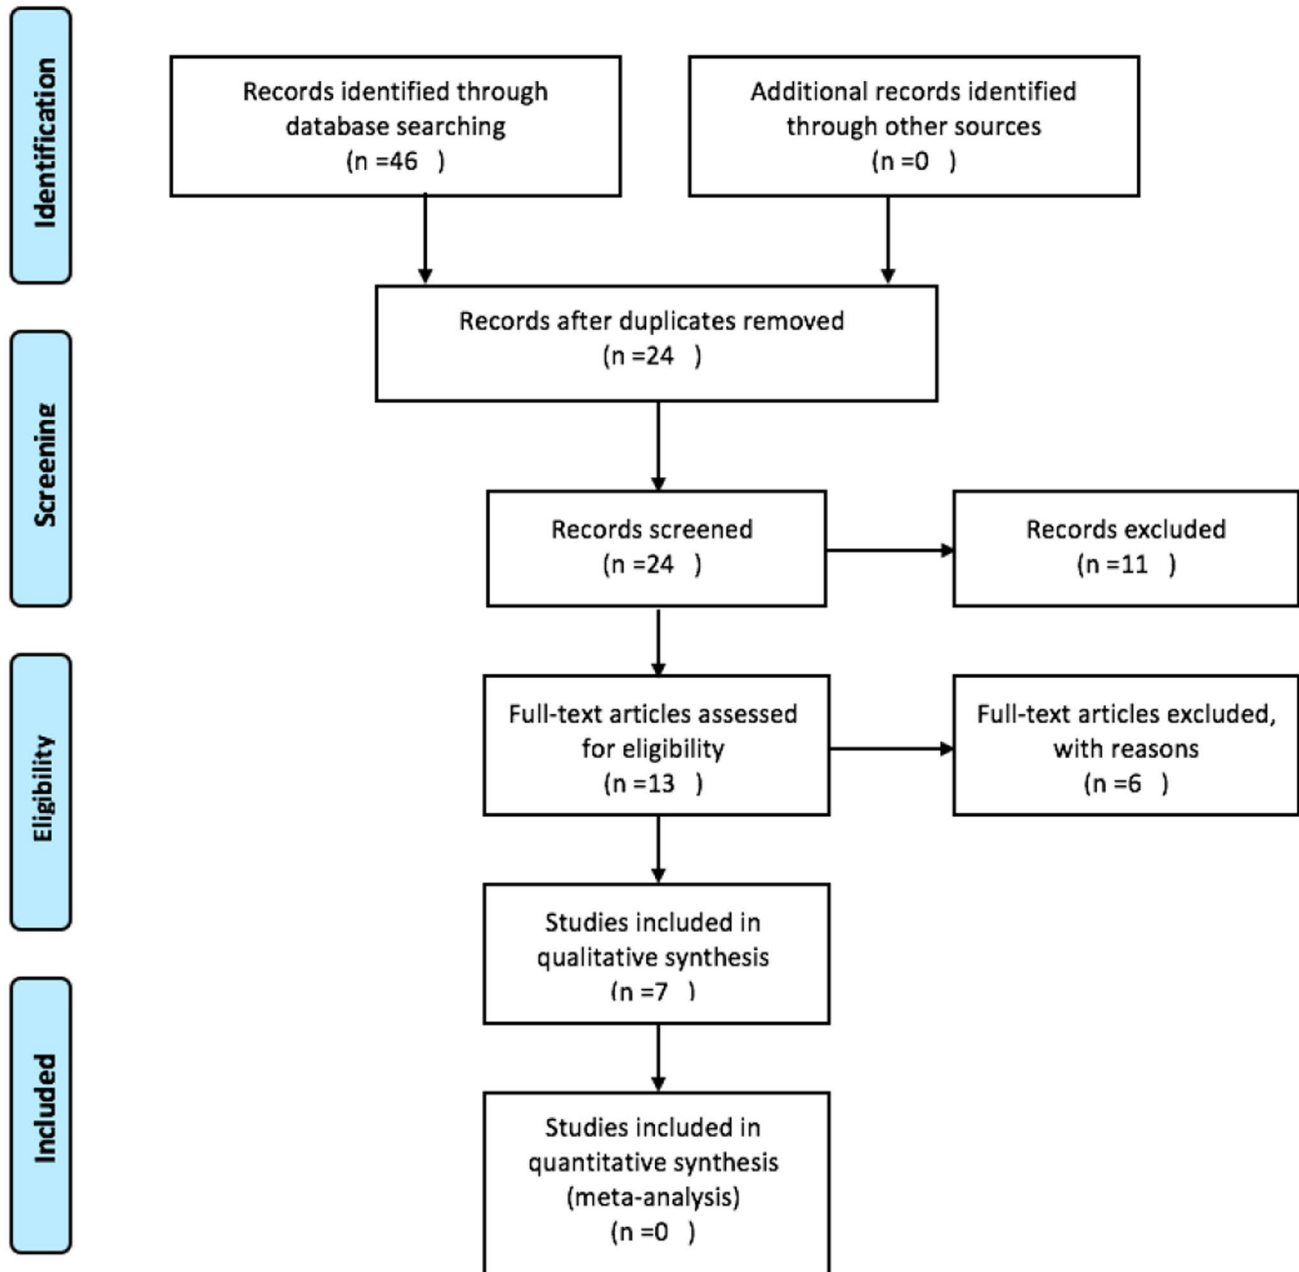 Identification
Records identified through
database searching
(n =46   )
Additional records identified
through other sources
(n =0   )
Records after duplicates removed
(n =24   )
Screening
Records screened
(n =24   )
Records excluded
(n =11   )
Eligibility
Full-text articles assessed
for eligibility
(n =13   )
Full-text articles excluded,
with reasons
(n =6   )
Studies included in
qualitative synthesis
(n =7   )
Included
Studies included in
quantitative synthesis
(meta-analysis)
(n =0   )